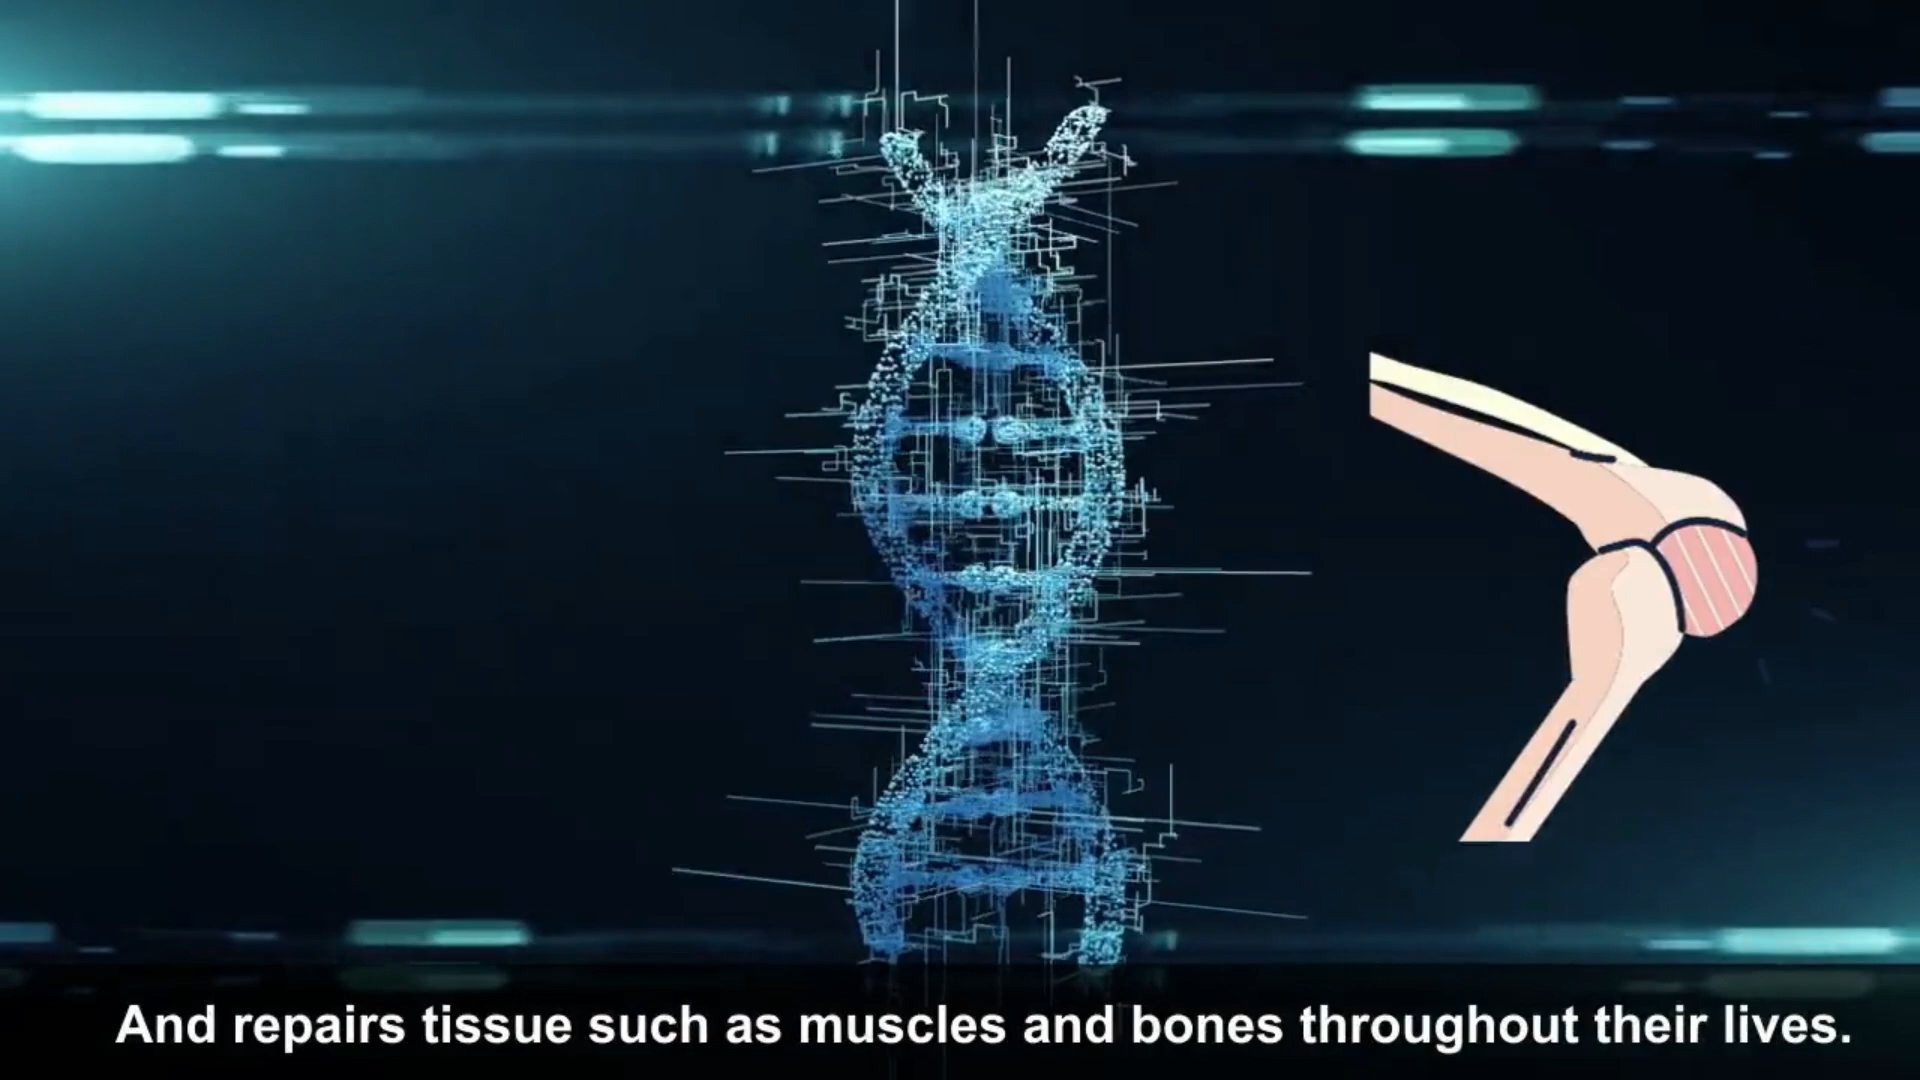 And repairs tissue such as muscles and bones throughout their lives.